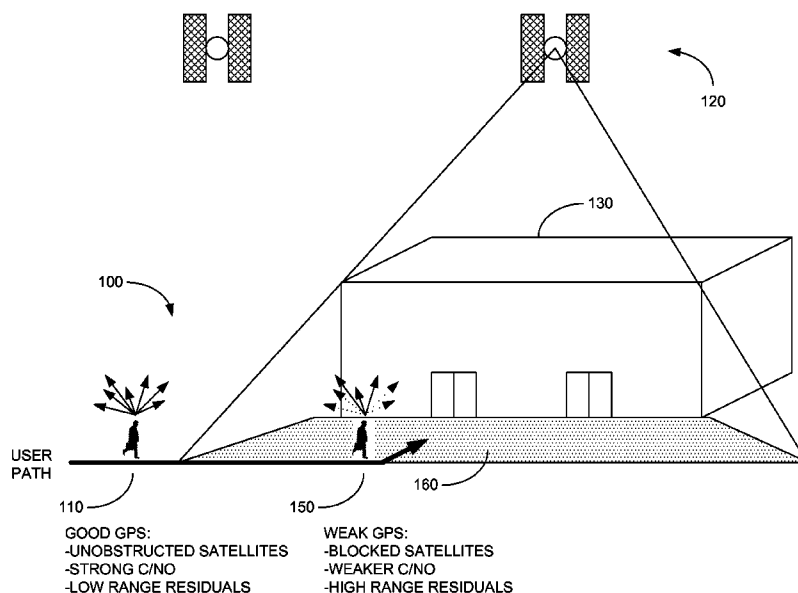 120
130
100
USER
PATH
110
150
160
GOOD GPS:
-UNOBSTRUCTED SATELLITES
-STRONG C/NO
-LOW RANGE RESIDUALS
WEAK GPS:
-BLOCKED SATELLITES
-WEAKER C/NO
-HIGH RANGE RESIDUALS